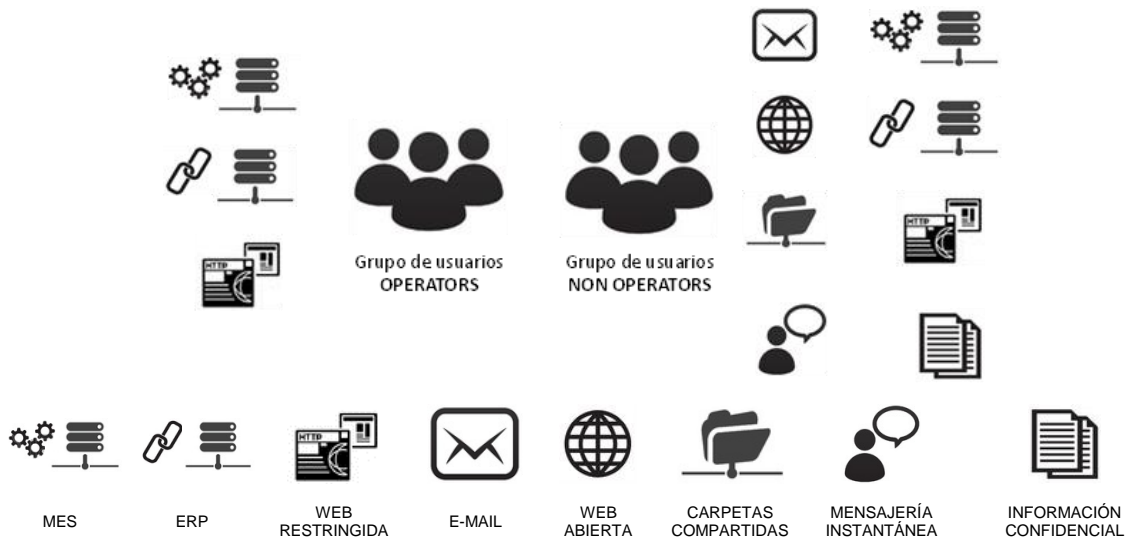 HTTP
HTTP
Grupo de usuarios
OPERATORS
Grupo de usuarios
NON OPERATORS
HTTP
HTTP
MES
ERP
WEB
RESTRINGIDA
E-MAIL
WEB
ABIERTA
CARPETAS
COMPARTIDAS
MENSAJERÍA
INSTANTÁNEA
INFORMACIÓN
CONFIDENCIAL